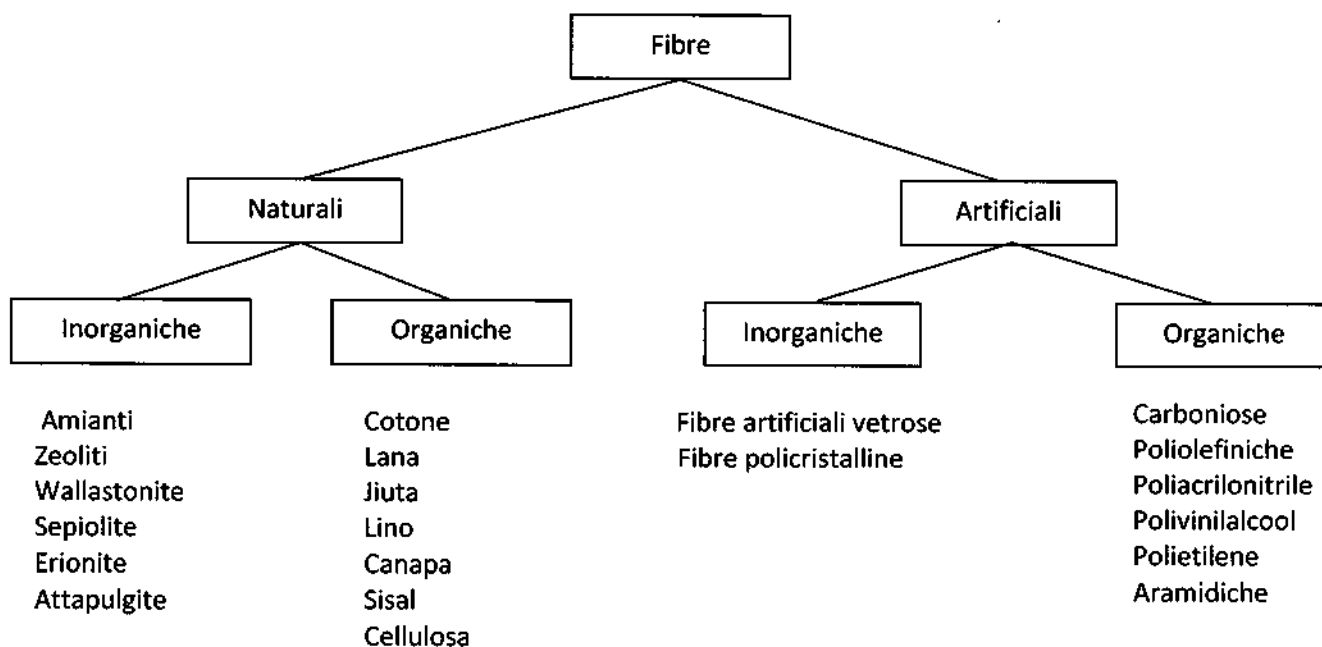 Fibre
Naturali
Artificiali
Inorganiche
Organiche
Inorganiche
Organiche
Amianti
Zeoliti
Wallastonite
Sepiolite
Erionite
Attapulgite
Cotone
Lana
Jiuta
Lino
Canapa
Sisal
Cellulosa
Fibre artificiali vetrose
Fibre policristalline
Carboniose
Poliolefiniche
Poliacrilonitrile
Polivinilalcool
Polietilene
Aramidiche